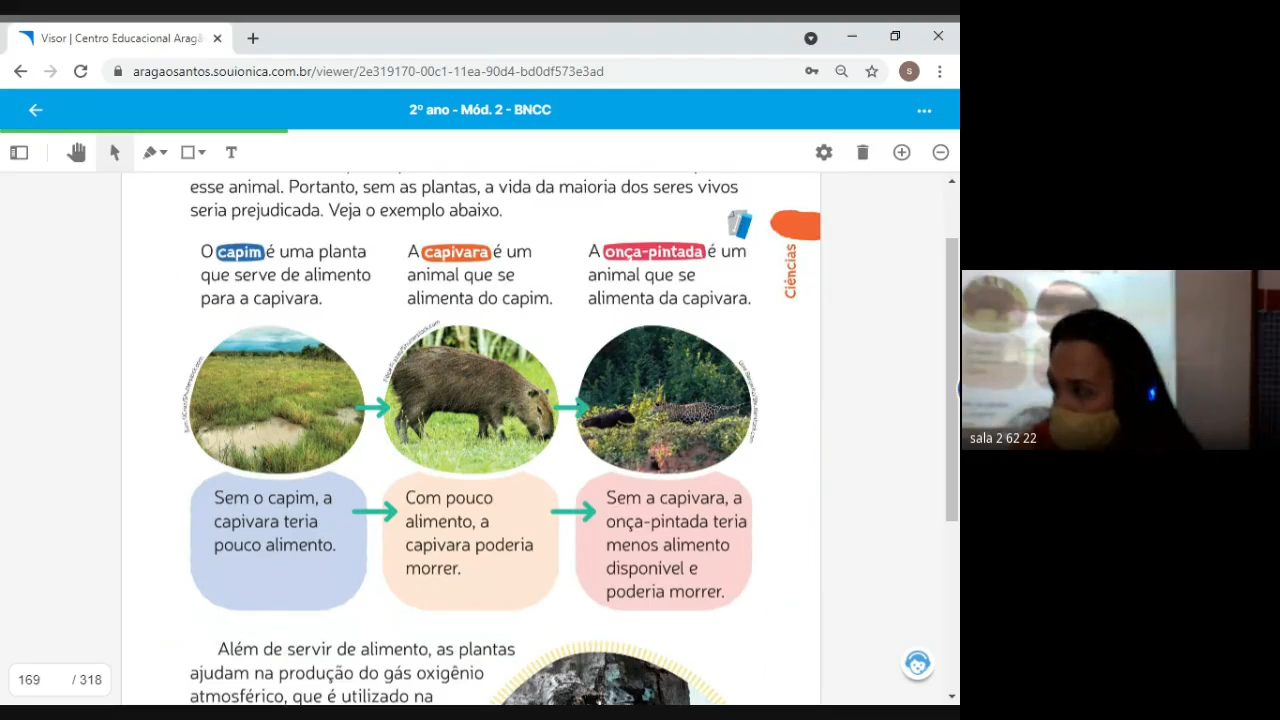 Visor | Centro Educacional Aragã
aragaosantos.souionica.com.br/viewer/2e319170-00c1-11ea-90d4-bd0df573e3ad
S
2º ano - Mód. 2 - BNCC
T
esse animal. Portanto, sem as plantas, a vida da maioria dos seres vivos
seria prejudicada. Veja o exemplo abaixo.
Ciências
O capim é uma planta
que serve de alimento
para a capivara.
A capivara é um
animal que se
alimenta do capim.
A onça-pintada é um
animal que se
alimenta da capivara.
Sem o capim, a
capivara teria
pouco alimento.
Com pouco
alimento, a
capivara poderia
morrer.
Sem a capivara, a
onça-pintada teria
menos alimento
disponível e
poderia morrer.
Além de servir de alimento, as plantas
ajudam na produção do gás oxigênio
atmosférico, que é utilizado na
169 / 318
sala 2 62 22